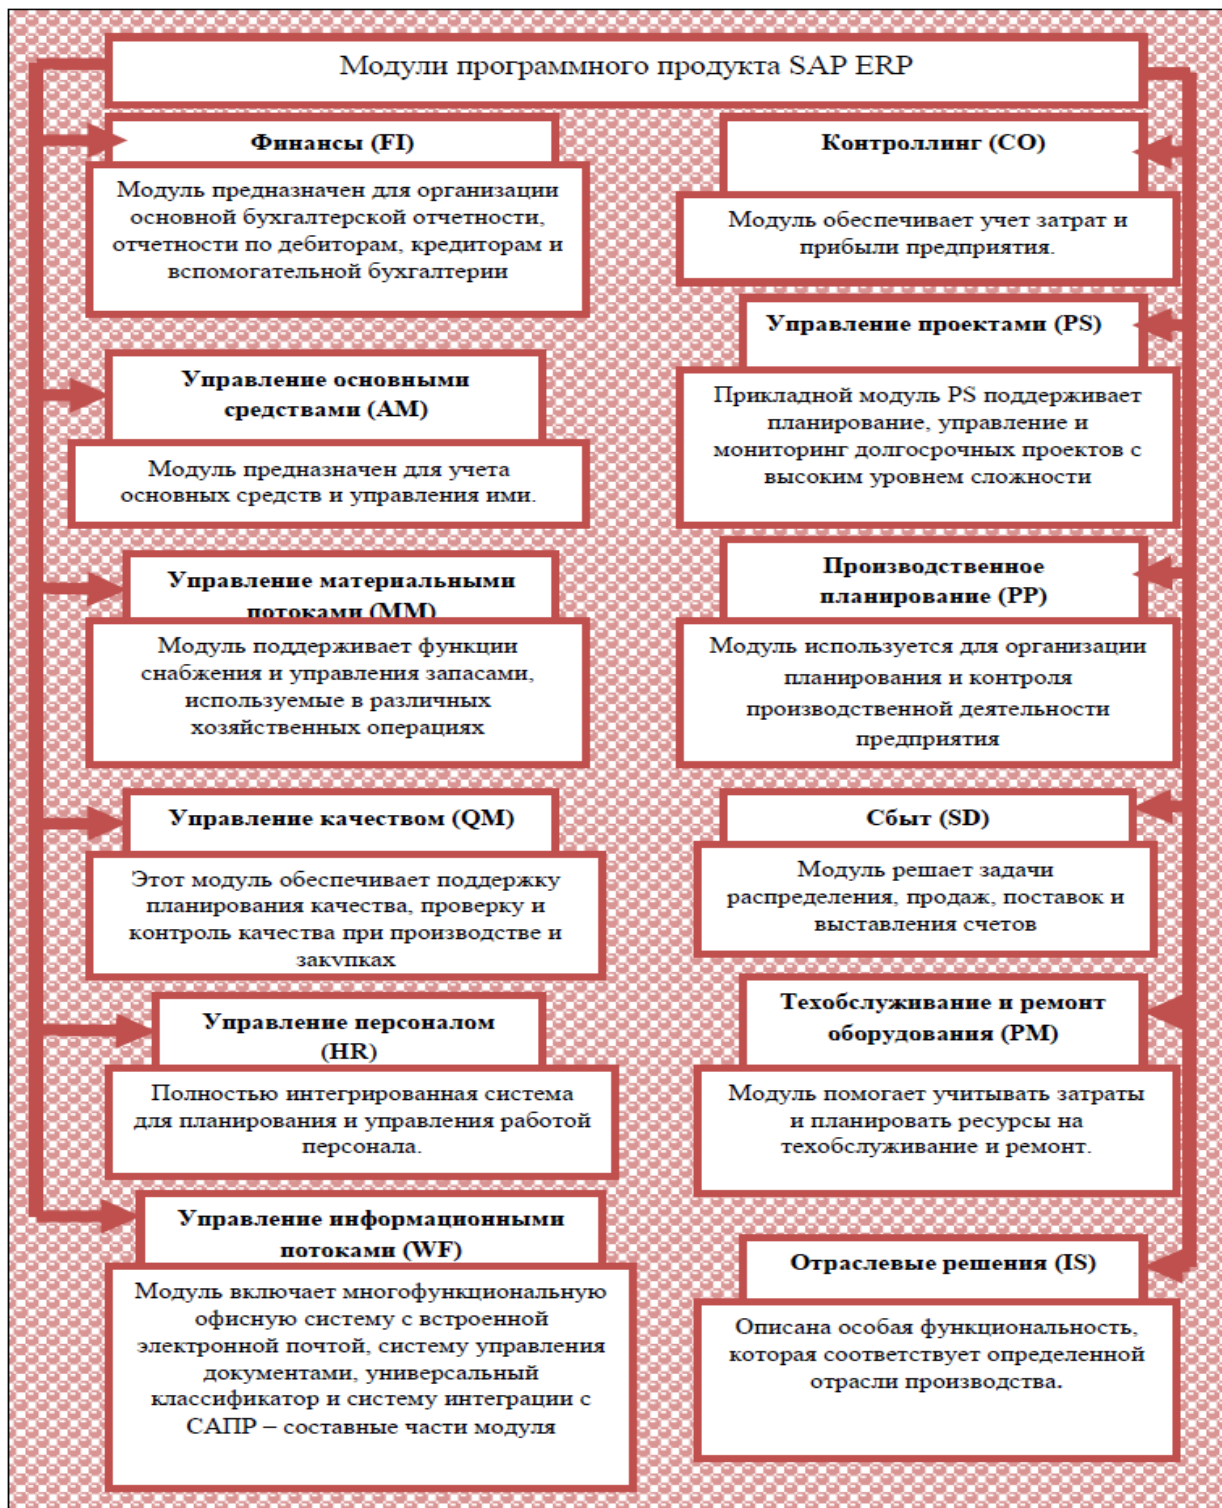 Модули программного продукта SAP ERP
Финансы (FI)
Модуль предназначен для организации
основной бухгалтерской отчетности,
отчетности по дебиторам, кредиторам и
вспомогательной бухгалтерии
Управление основными
средствами (AM)
Модуль предназначен для учета
основных средств и управления ими.
Управление материальными
потоками (MM)
Модуль поддерживает функции
снабжения и управления запасами,
используемые в различных
хозяйственных операциях
Управление качеством (QM)
Этот модуль обеспечивает поддержку
планирования качества, проверку и
контроль качества при производстве и
закупках
Управление персоналом
(HR)
Полностью интегрированная система
для планирования и управления работой
персонала.
Управление информационными
потоками (WF)
Модуль включает многофункциональную
офисную систему с встроенной
электронной почтой, систему управления
документами, универсальный
классификатор и систему интеграции с
САПР – составные части модуля
Контроллинг (CO)
Модуль обеспечивает учет затрат и
прибыли предприятия.
Управление проектами (PS)
Прикладной модуль PS поддерживает
планирование, управление и
мониторинг долгосрочных проектов с
высоким уровнем сложности
Производственное
планирование (PP)
Модуль используется для организации
планирования и контроля
производственной деятельности
предприятия
Сбыт (SD)
Модуль решает задачи
распределения, продаж, поставок и
выставления счетов
Техобслуживание и ремонт
оборудования (PM)
Модуль помогает учитывать затраты
и планировать ресурсы на
техобслуживание и ремонт.
Отраслевые решения (IS)
Описана особая функциональность,
которая соответствует определенной
отрасли производства.